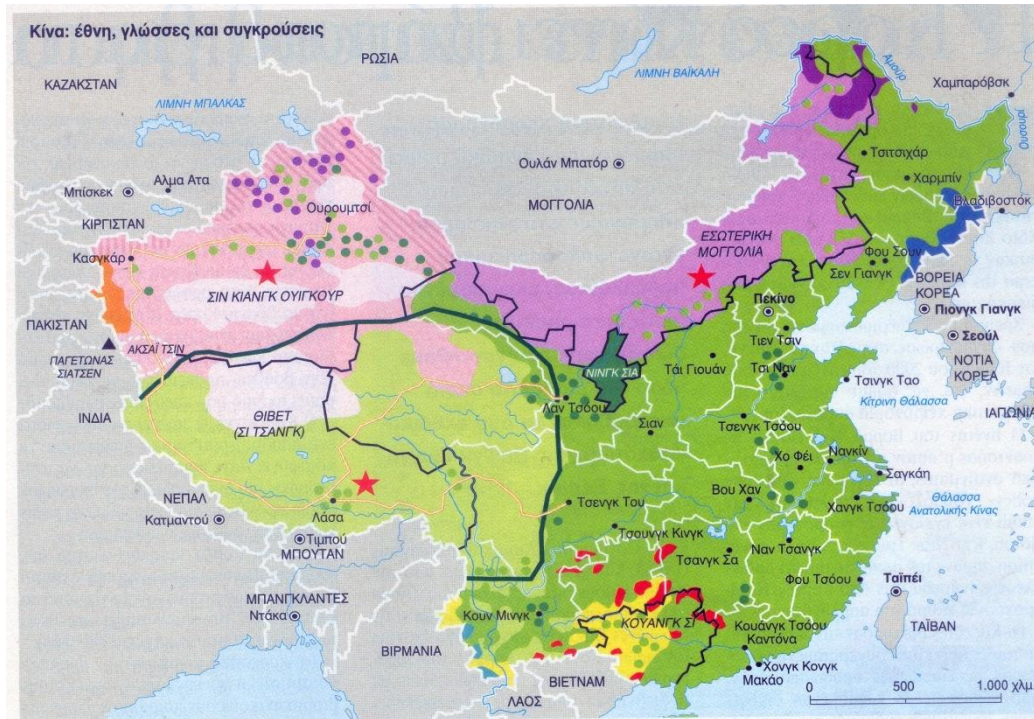 Κίνα: έθνη, γλώσσες και συγκρούσεις
ΡΩΣΙΑ
ΚΑΖΑΚΣΤΑΝ
ΛΙΜΝΗ ΒΑΪΚΑΛΗ
Αμούρ
Χαμπαρόβσκ
ΛΙΜΝΗ ΜΠΑΛΚΑΣ
Ουσουρί
Τσιτσιχάρ
Ουλάν Μπατόρ
Χαρμπίν
Μπίσκεκ
Άλμα Ατα
ΜΟΓΓΟΛΙΑ
Βλαδιβοστόκ
Ουρουμτσί
ΚΙΡΓΙΣΤΑΝ
ΕΣΩΤΕΡΙΚΗ
ΜΟΓΓΟΛΙΑ
Φου Σουν
Κασγκάρ
Σεν Γιανγκ
ΒΟΡΕΙΑ
ΚΟΡΕΑ
ΣΙΝ ΚΙΑΝΓΚ ΟΥΙΓΚΟΥΡ
Πεκίνο
Πιονγκ Γιανγκ
ΠΑΚΙΣΤΑΝ
Τιεν Τσιν
Σεούλ
ΑΚΣΑΪ ΤΣΙΝ
ΠΑΓΕΤΩΝΑΣ
ΣΙΑΤΣΕΝ
Τάι Γιουάν
ΝΟΤΙΑ
ΚΟΡΕΑ
ΝΙΝΓΚ ΣΙΑ
Τσι Ναν
Τσινγκ Ταο
Κίτρινη Θάλασσα
ΙΝΔΙΑ
ΘΙΒΕΤ
(ΣΙ ΤΣΑΝΓΚ)
Λαν Τσόου
ΙΑΠΩΝΙΑ
Σιαν
Τσενγκ Τσόου
Χο Φέι
Νανκίν
Σαγκάη
ΝΕΠΑΛ
Βου Χαν
Χανγκ Τσόου
Θάλασσα
Ανατολικής Κίνας
Λάσα
Τσενγκ Του
Κατμαντού
Τσουνγκ Κινγκ
Τιμπού
ΜΠΟΥΤΑΝ
Τσανγκ Σα
Ναν Τσανγκ
Φου Τσόου
Ταϊπέι
ΜΠΑΝΓΚΛΑΝΤΕΣ
Ντάκα
Κουν Μινγκ
ΚΟΥΑΝΓΚ ΣΙ
Κουάνγκ Τσόου
Καντόνα
ΤΑΪΒΑΝ
ΒΙΡΜΑΝΙΑ
ΒΙΕΤΝΑΜ
Χονγκ Κονγκ
Μακάο
ΛΑΟΣ
0 500 1.000 χλμ